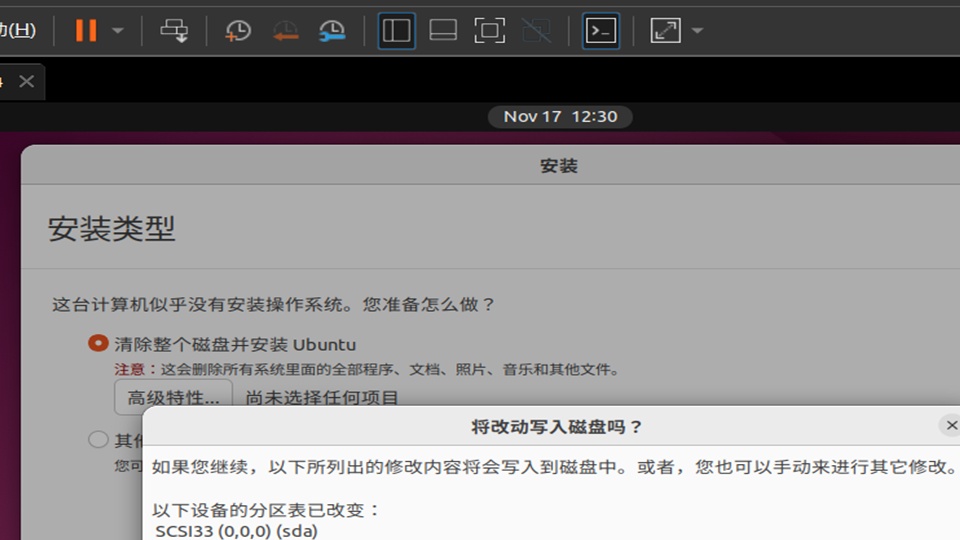 (H)
Nov 17 12:30
安装
安装类型
这台计算机似乎没有安装操作系统。您准备怎么做？
清除整个磁盘并安装 Ubuntu
注意：这会删除所有系统里面的全部程序、文档、照片、音乐和其他文件。
高级特性... 尚未选择任何项目
其他
您可
将改动写入磁盘吗？
如果您继续，以下所列出的修改内容将会写入到磁盘中。或者，您也可以手动来进行其它修改。
以下设备的分区表已改变：
SCSI33 (0,0,0) (sda)